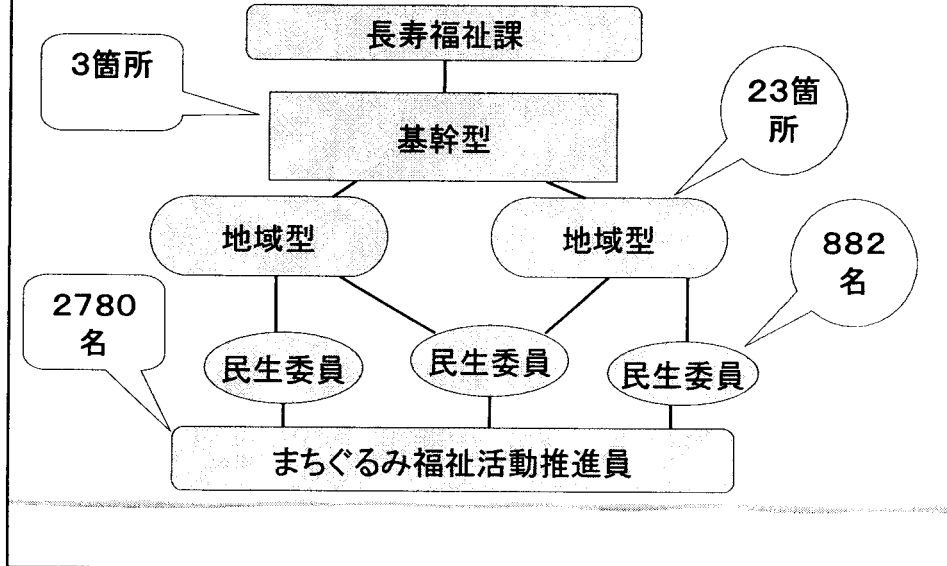 長寿福祉課
3箇所
基幹型
23箇
所
地域型
地域型
882
名
2780
名
民生委員
民生委員
民生委員
まちぐるみ福祉活動推進員